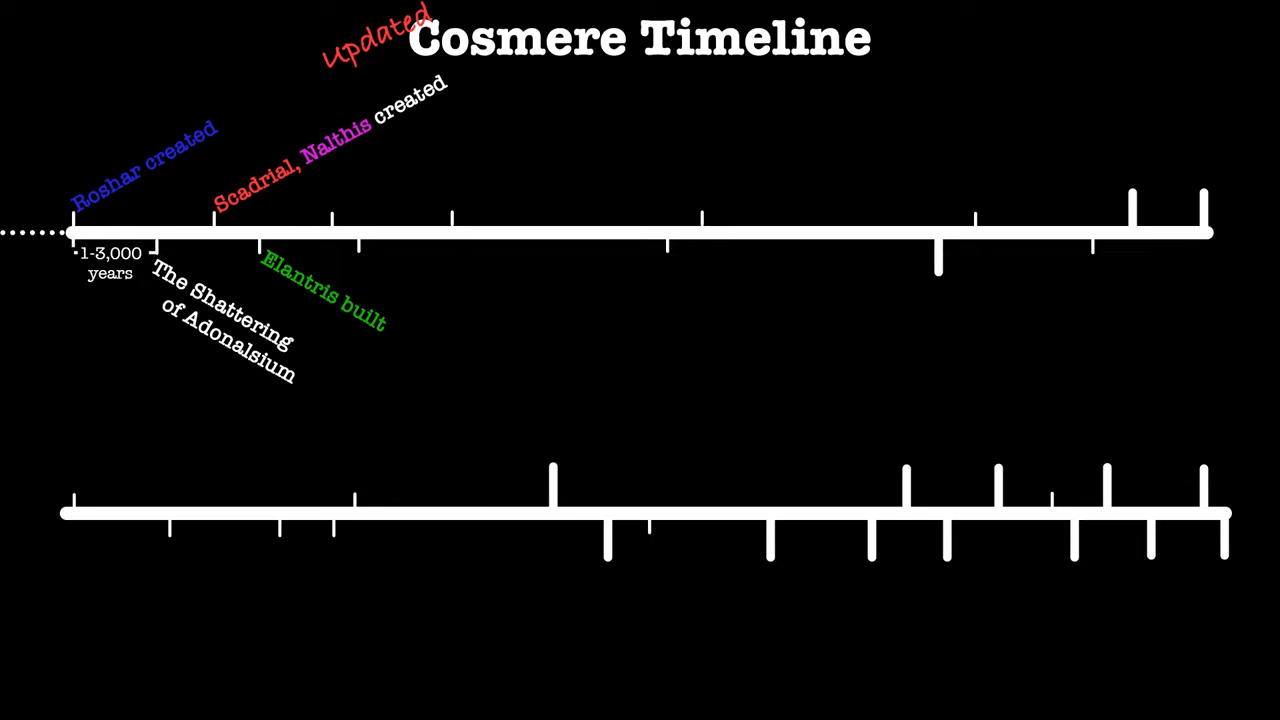 Updated
Cosmere Timeline
Roshar created
Scadrial, Nalthis created
1-3,000
years
The Shattering
of Adonalsium
Elantris built